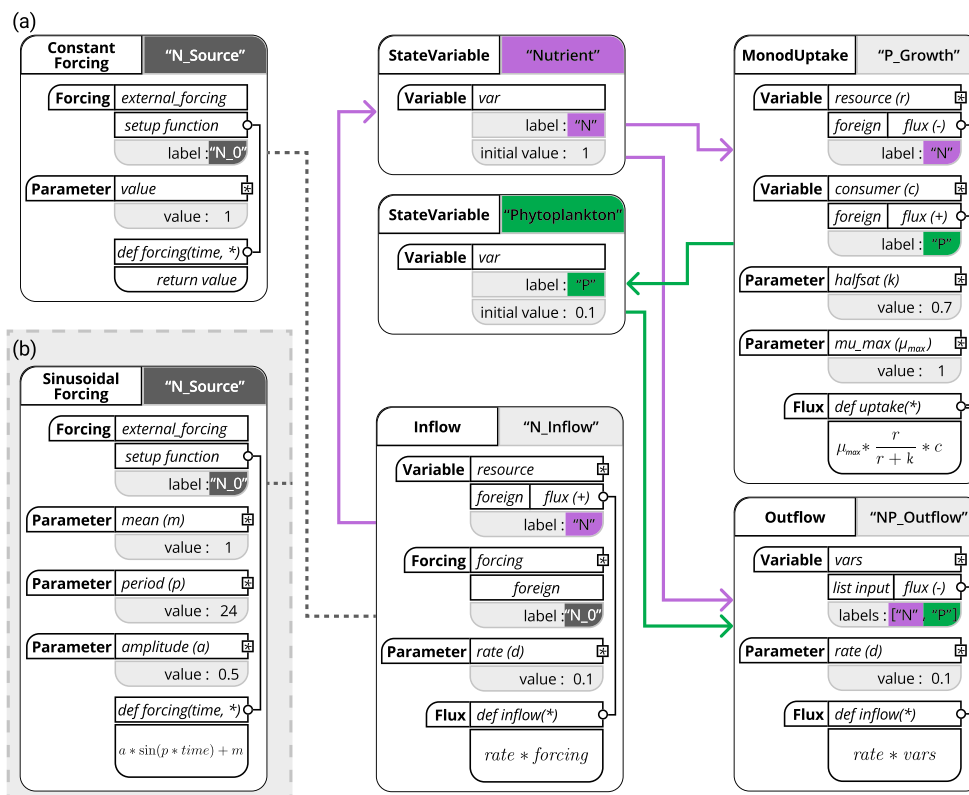 (a)
Constant
Forcing
“N_Source”
Forcing external_forcing
setup function
label : “N_0”
Parameter value *
value : 1
def forcing(time, *)
return value
(b)
Sinusoidal
Forcing
“N_Source”
Forcing external_forcing
setup function
label : “N_0”
Parameter mean (m) *
value : 1
Parameter period (p) *
value : 24
Parameter amplitude (a) *
value : 0.5
def forcing(time, *)
a * sin(p * time) + m
StateVariable “Nutrient”
Variable var
label : “N”
initial value : 1
StateVariable “Phytoplankton”
Variable var
label : “P”
initial value : 0.1
Inflow “N_Inflow”
Variable resource *
foreign flux (+)
label : “N”
Forcing forcing *
foreign
label : “N_0”
Parameter rate (d) *
value : 0.1
Flux def inflow(*)
rate * forcing
MonodUptake “P_Growth”
Variable resource (r) *
foreign flux (-)
label : “N”
Variable consumer (c) *
foreign flux (+)
label : “P”
Parameter halfsat (k) *
value : 0.7
Parameter mu_max (μmax) *
value : 1
Flux def uptake(*)
μmax * r / (r + k) * c
Outflow “NP_Outflow”
Variable vars *
list input flux (-)
labels : [“N” , “P”]
Parameter rate (d) *
value : 0.1
Flux def inflow(*)
rate * vars